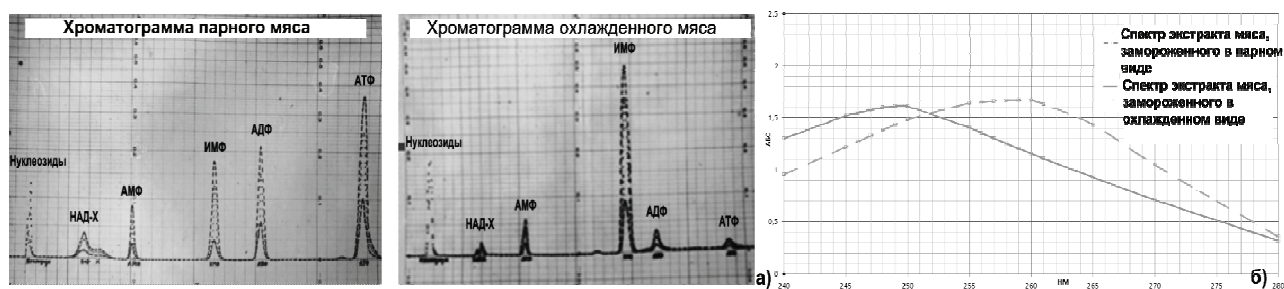 Хроматограмма парного мяса
АТФ
АДФ
ИМФ
Нуклеозиды
АМФ
НАД-Х
Хроматограмма охлажденного мяса
ИМФ
Нуклеозиды
АМФ
НАД-Х
АДФ
АТФ
а)
2,5
2
1,5
1
0,5
0
АБС
240
245
250
255
260
265
270
275
280
НМ
Спектр экстракта мяса,
замороженного в парном
виде
Спектр экстракта мяса,
замороженного в
охлажденном виде
б)